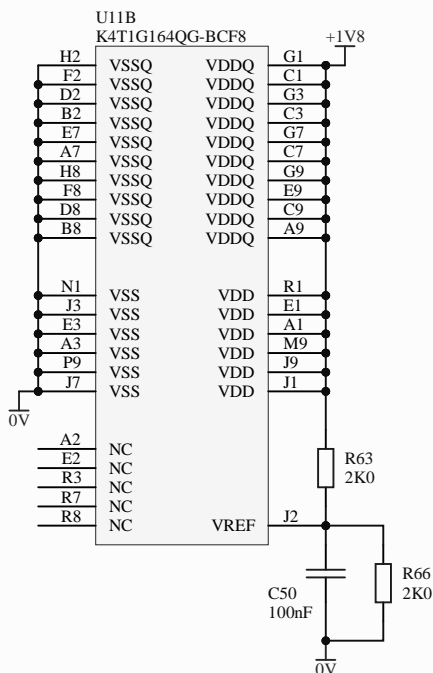 U11B
K4T1G164QG-BCF8
+1V8
H2 VSSQ VDDQ G1
F2 VSSQ VDDQ C1
D2 VSSQ VDDQ G3
B2 VSSQ VDDQ C3
E7 VSSQ VDDQ G7
A7 VSSQ VDDQ C7
H8 VSSQ VDDQ G9
F8 VSSQ VDDQ E9
D8 VSSQ VDDQ C9
B8 VSSQ VDDQ A9
N1 VSS VDD R1
J3 VSS VDD E1
E3 VSS VDD A1
A3 VSS VDD M9
P9 VSS VDD J9
J7 VSS VDD J1
0V
A2 NC
E2 NC
R3 NC
R7 NC
R8 NC VREF J2
R63
2K0
C50
100nF
R66
2K0
0V